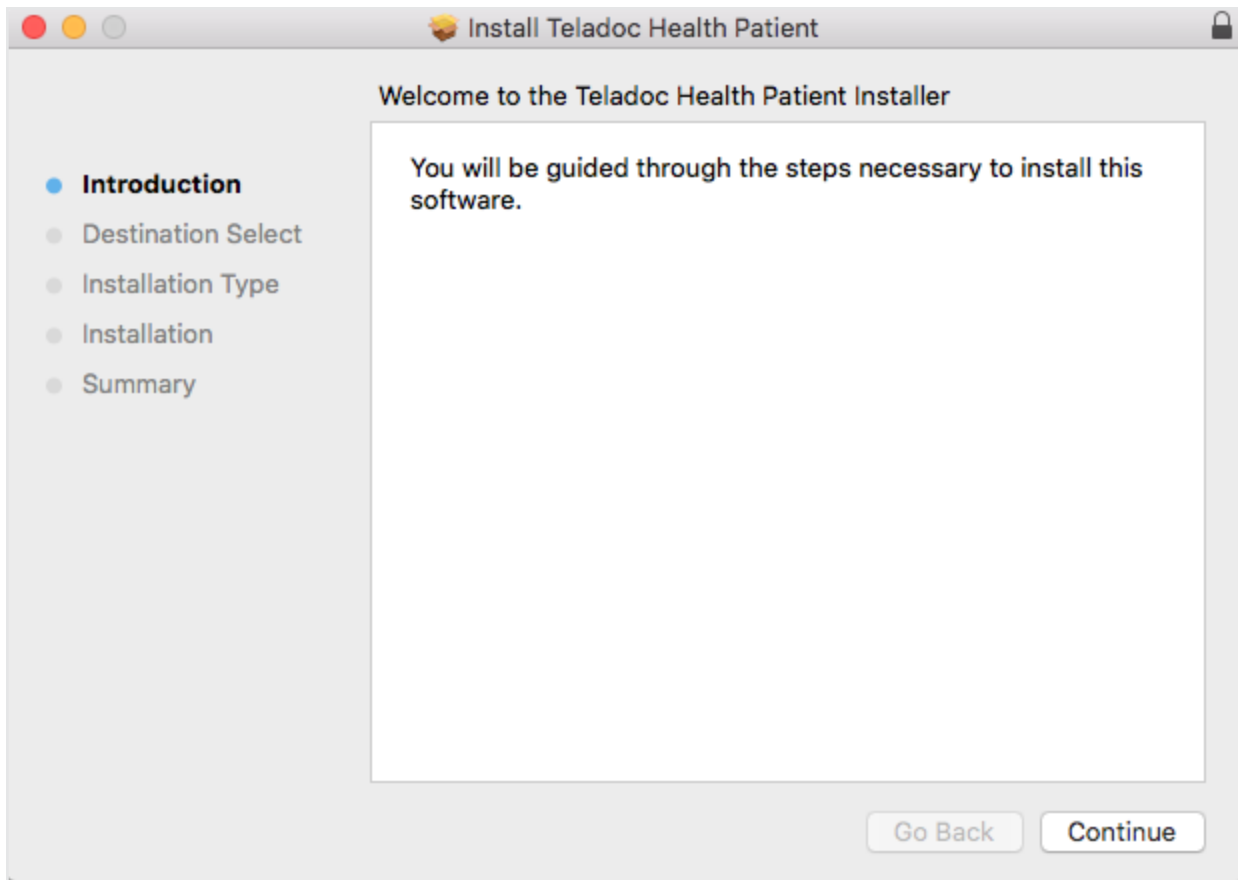 Install Teladoc Health Patient
Welcome to the Teladoc Health Patient Installer
Introduction
Destination Select
Installation Type
Installation
Summary
You will be guided through the steps necessary to install this
software.
Go Back
Continue